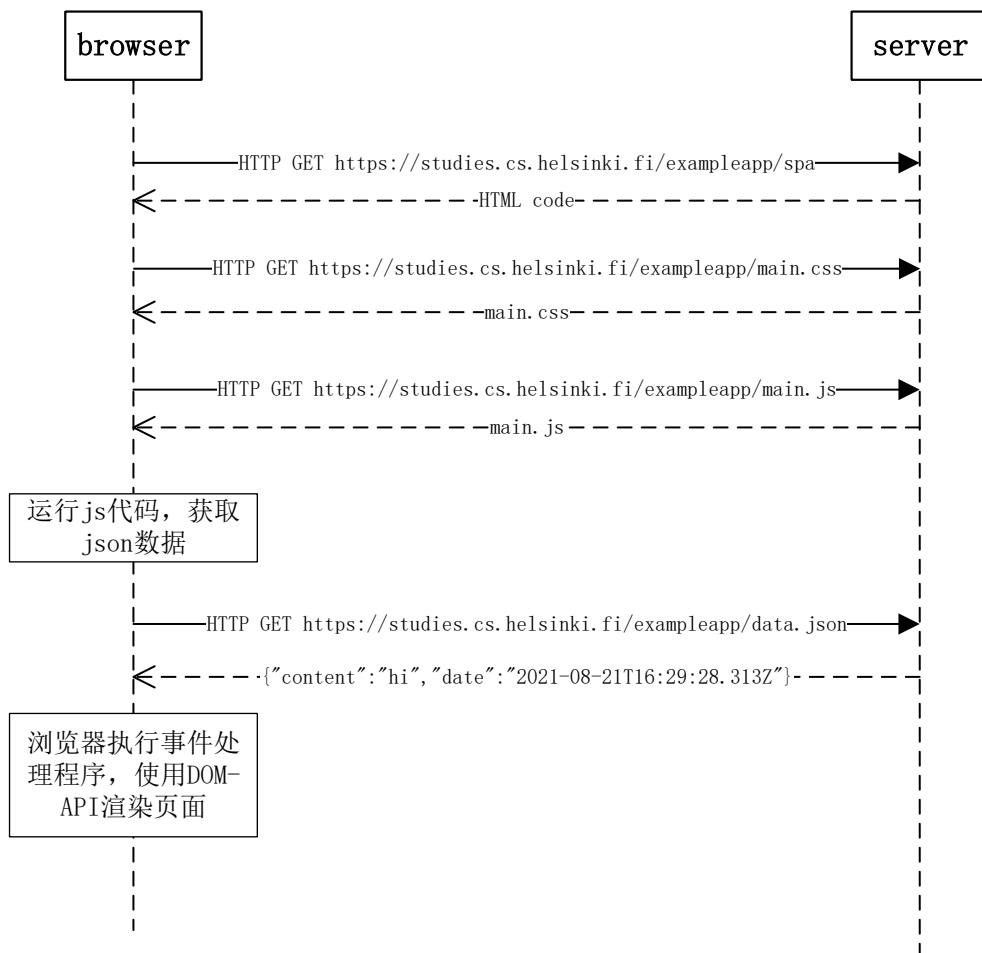 browser
server
HTTP GET https://studies.cs.helsinki.fi/exampleapp/spa
HTML code
HTTP GET https://studies.cs.helsinki.fi/exampleapp/main.css
main.css
HTTP GET https://studies.cs.helsinki.fi/exampleapp/main.js
main.js
运行js代码，获取
json数据
HTTP GET https://studies.cs.helsinki.fi/exampleapp/data.json
{"content":"hi","date":"2021-08-21T16:29:28.313Z"}
浏览器执行事件处
理程序，使用DOM-
API渲染页面